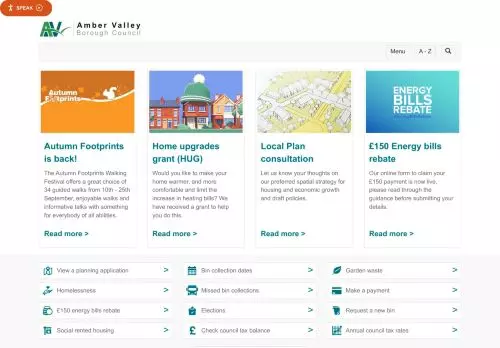 SPEAK
AV
Amber Valley
Borough Council
Menu
A - Z
Autumn
Footprints
ENERGY
BILLS
REBATE
Autumn Footprints
is back!
The Autumn Footprints Walking
Festival offers a great choice of
34 guided walks from 10th - 25th
September, enjoyable walks and
informative talks with something
for everybody of all abilities.
Read more >
Home upgrades
grant (HUG)
Would you like to make your
home warmer, and more
comfortable and limit the
increase in heating bills? We
have received a grant to help
you do this.
Read more >
Local Plan
consultation
Let us know your thoughts on
our preferred spatial strategy for
housing and economic growth
and draft policies.
Read more >
£150 Energy bills
rebate
Our online form to claim your
£150 payment is now live,
please read through the
guidance before submitting your
details.
Read more >
View a planning application >
Bin collection dates >
Garden waste >
Homelessness >
Missed bin collections >
Make a payment >
£150 energy bills rebate >
Elections >
Request a new bin >
Social rented housing >
Check council tax balance >
Annual council tax rates >